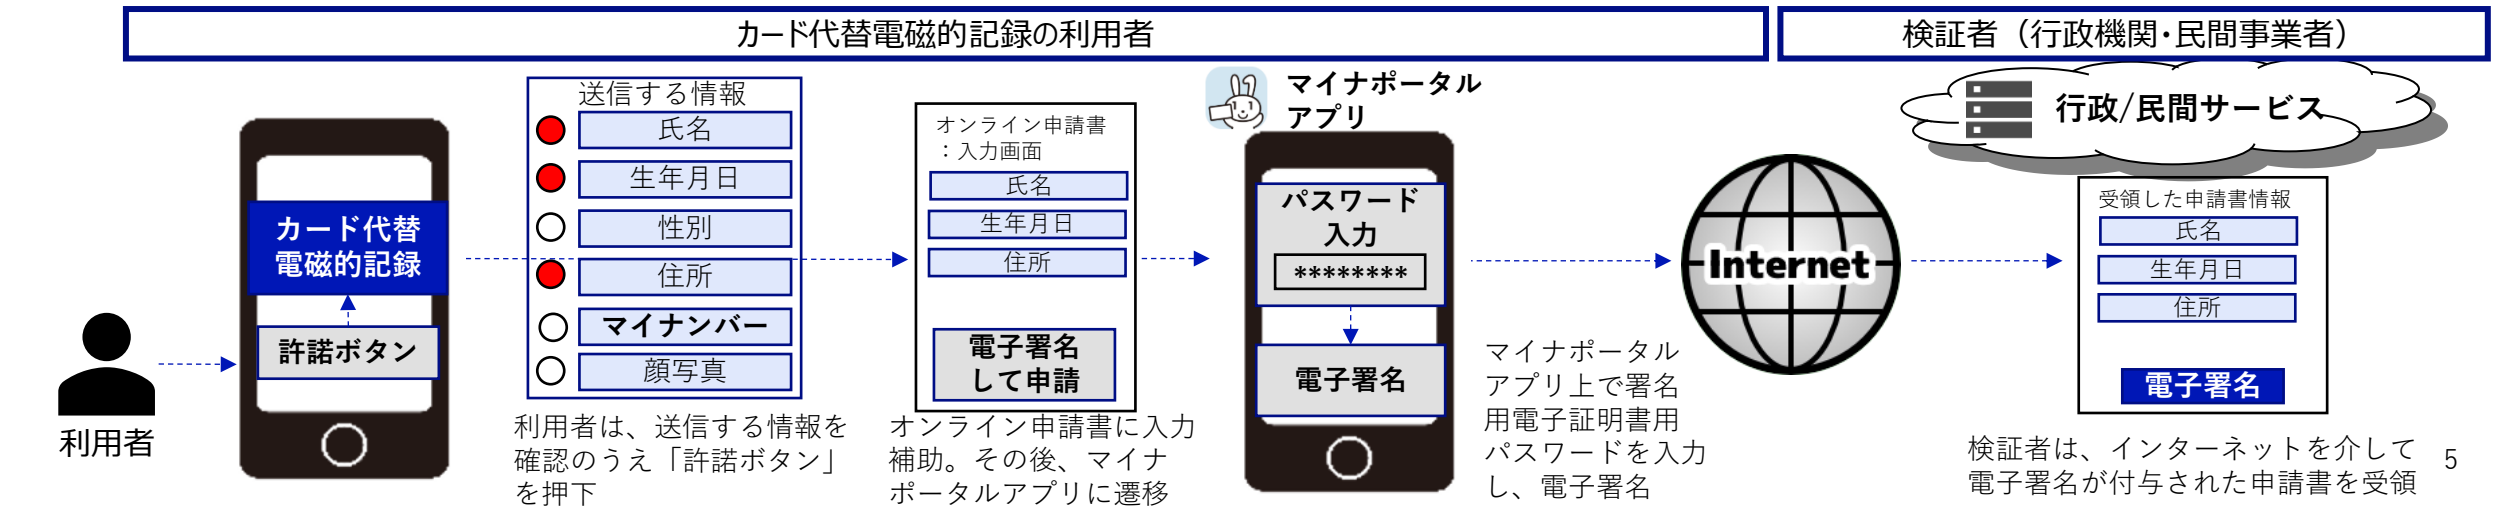 カード代替電磁的記録の利用者
検証者（行政機関・民間事業者）
利用者
カード代替
電磁的記録
許諾ボタン
送信する情報
氏名
生年月日
性別
住所
マイナンバー
顔写真
利用者は、送信する情報を
確認のうえ「許諾ボタン」
を押下
オンライン申請書
：入力画面
氏名
生年月日
住所
電子署名
して申請
オンライン申請書に入力
補助。その後、マイナ
ポータルアプリに遷移
マイナポータル
アプリ
パスワード
入力
********
電子署名
マイナポータル
アプリ上で署名
用電子証明書用
パスワードを入力
し、電子署名
Internet
行政/民間サービス
受領した申請書情報
氏名
生年月日
住所
電子署名
検証者は、インターネットを介して
電子署名が付与された申請書を受領
5